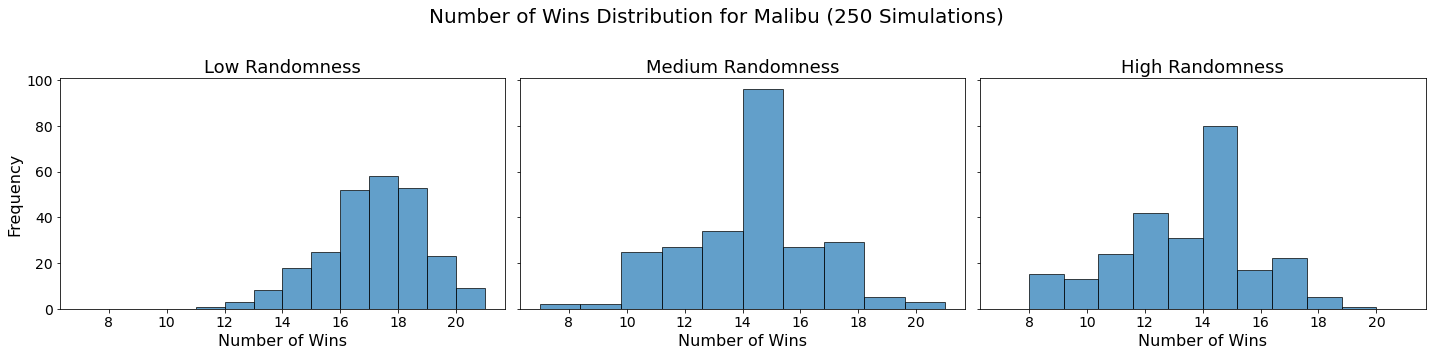 Number of Wins Distribution for Malibu (250 Simulations)
Low Randomness
Medium Randomness
High Randomness
Frequency
100
80
60
40
20
0
8 10 12 14 16 18 20
8 10 12 14 16 18 20
8 10 12 14 16 18 20
Number of Wins
Number of Wins
Number of Wins